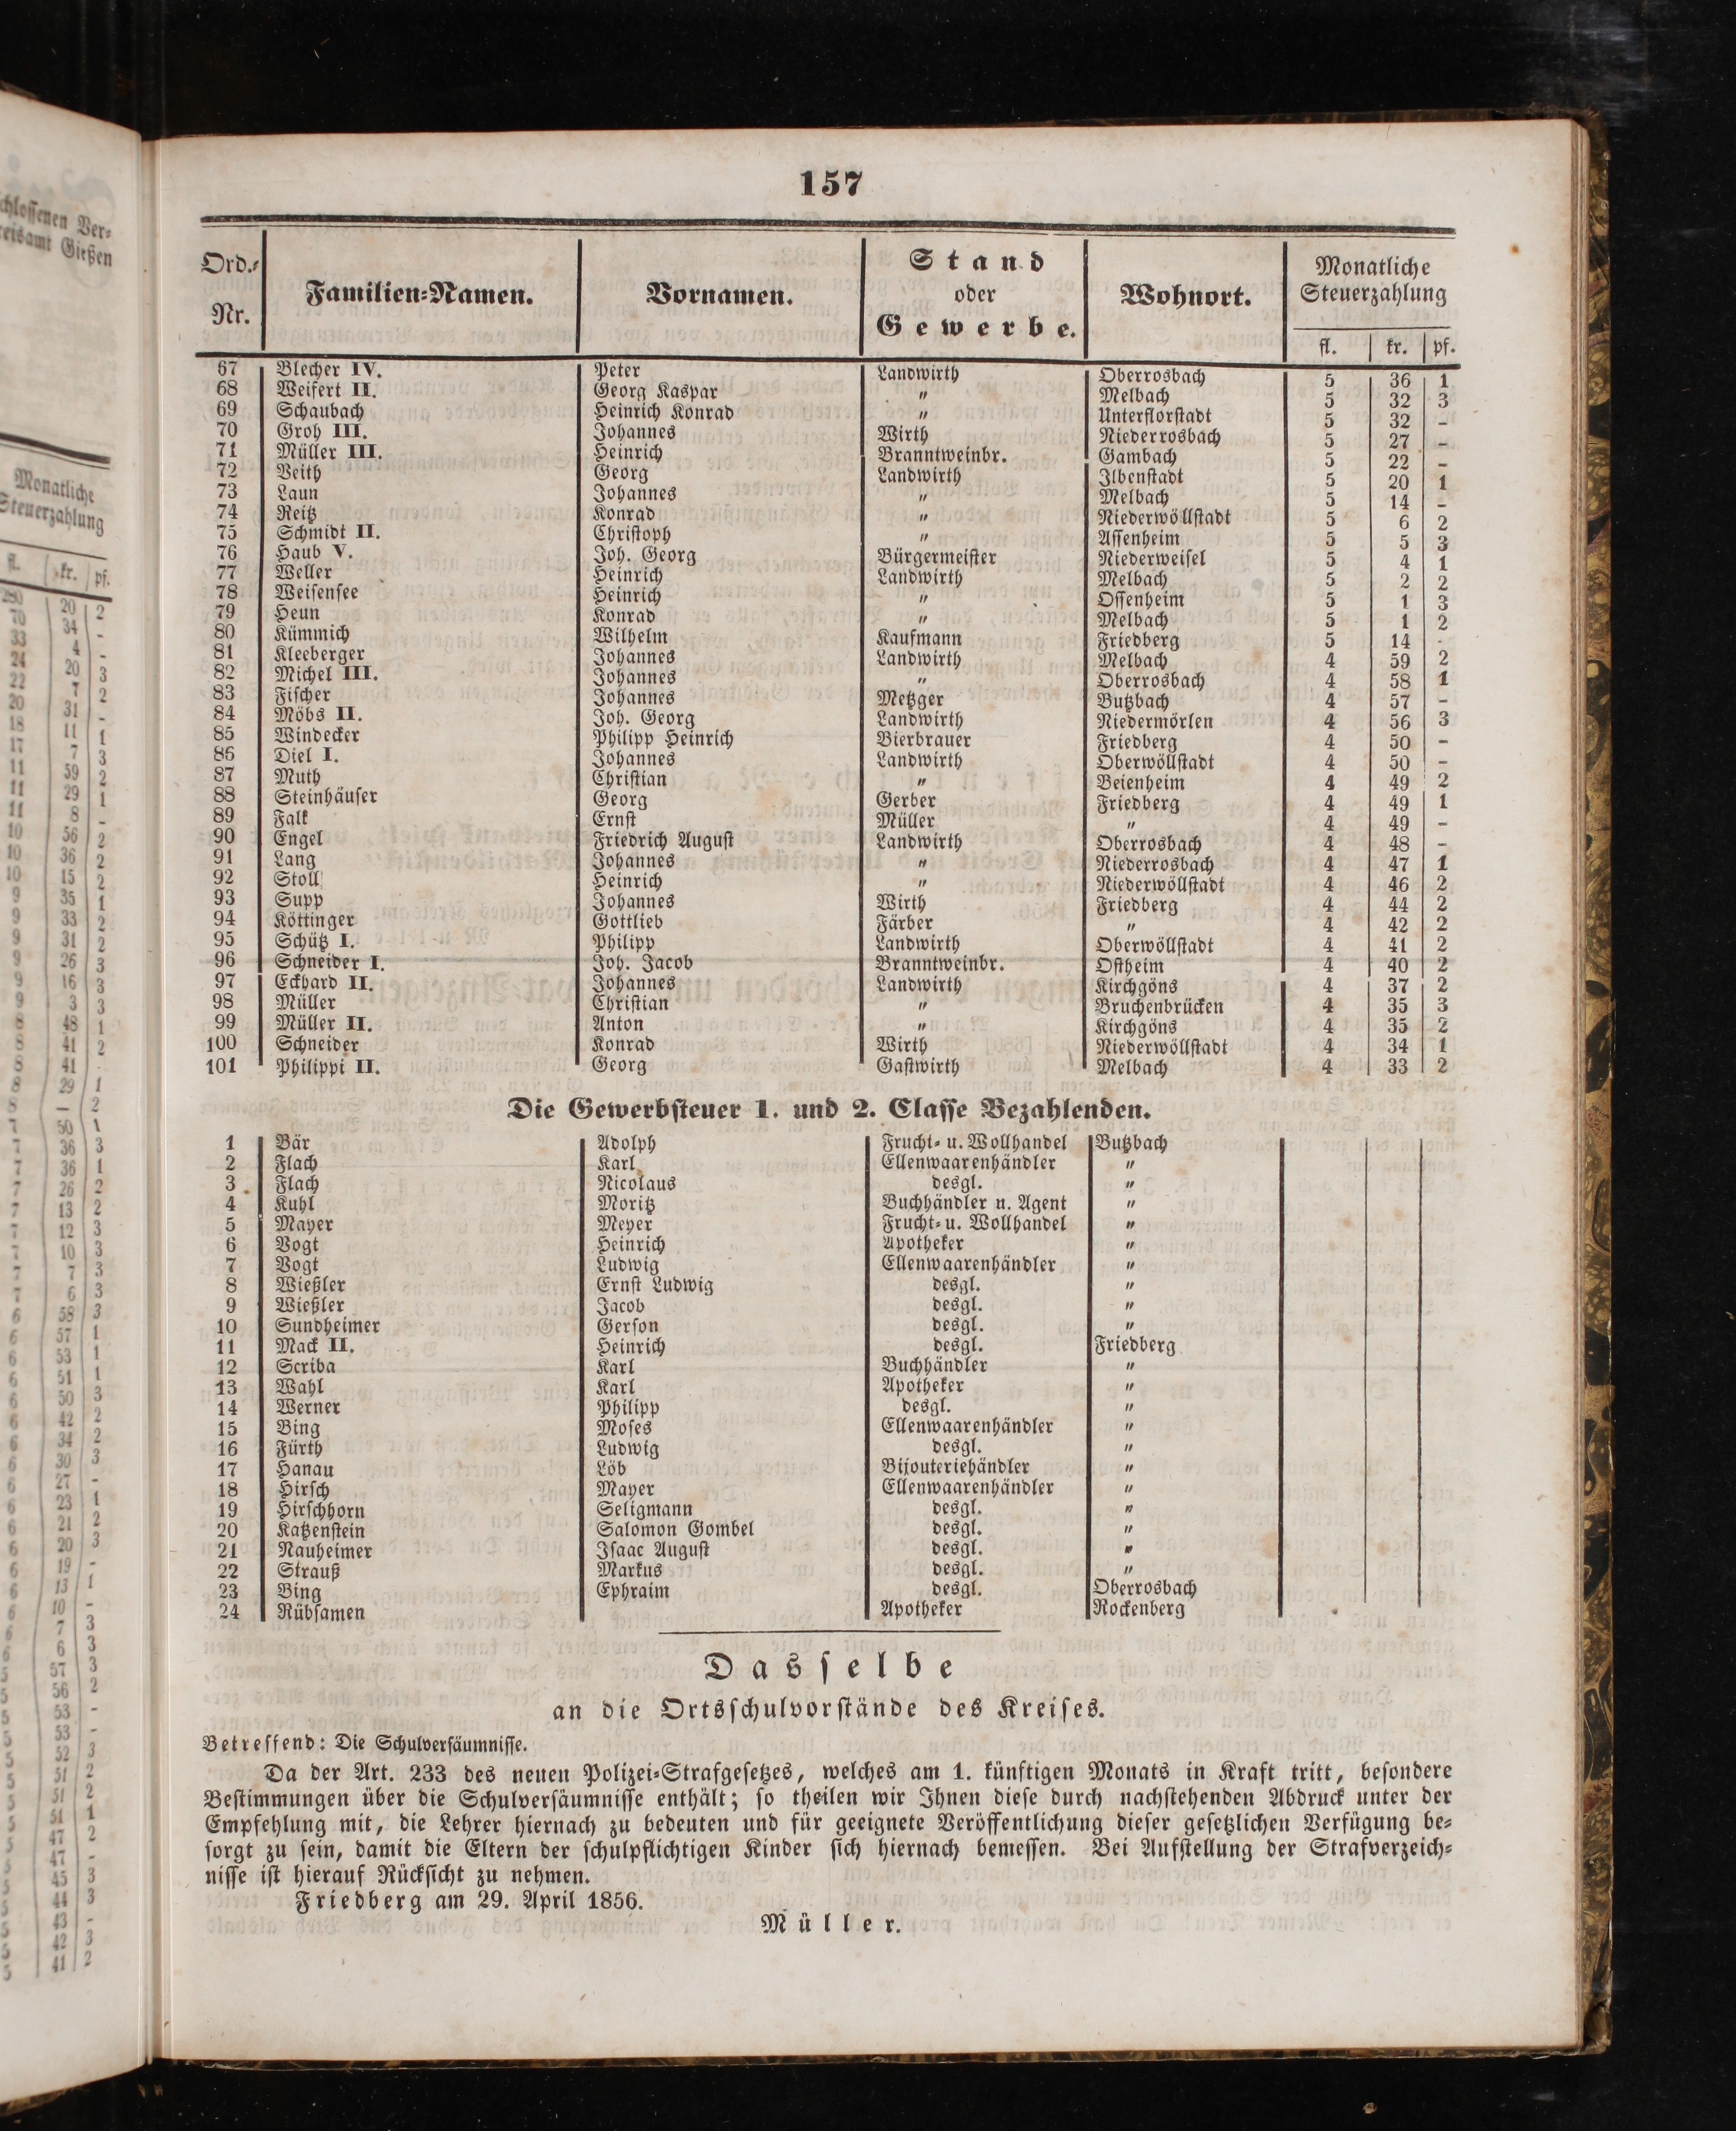 157
Ord.- Nr. Familien-Namen. Vornamen. Stand oder Gewerbe. Wohnort. Monatliche Steuerzahlung
fl. kr. pf.
67 Blecher IV. Peter Landwirth Oberrosbach 5 36 1
68 Weifert II. Georg Kaspar " Melbach 5 32 3
69 Schaubach Heinrich Konrad " Unterflorstadt 5 32 -
70 Groh III. Johannes Wirth Niederrosbach 5 27 -
71 Müller III. Heinrich Branntweinbr. Gambach 5 22 -
72 Veith Georg Landwirth Ilbenstadt 5 20 1
73 Laun Johannes " Melbach 5 14 -
74 Reitz Konrad " Niederwöllstadt 5 6 2
75 Schmidt II. Christoph " Assenheim 5 5 3
76 Haub V. Joh. Georg Bürgermeister Niederweisel 5 4 1
77 Weller Heinrich Landwirth Melbach 5 2 2
78 Weisensee Heinrich " Ossenheim 5 1 3
79 Heun Konrad " Melbach 5 1 2
80 Kümmich Wilhelm Kaufmann Friedberg 5 14 -
81 Kleeberger Johannes Landwirth Melbach 4 59 2
82 Michel III. Johannes " Oberrosbach 4 58 1
83 Fischer Johannes Metzger Butzbach 4 57 -
84 Möbs II. Joh. Georg Landwirth Niedermörlen 4 56 3
85 Windecker Philipp Heinrich Bierbrauer Friedberg 4 50 -
86 Diel I. Johannes Landwirth Oberwöllstadt 4 50 -
87 Muth Christian " Beienheim 4 49 2
88 Steinhäuser Georg Gerber Friedberg 4 49 1
89 Falk Ernst Müller " 4 49 -
90 Engel Friedrich August Landwirth Oberrosbach 4 48 -
91 Lang Johannes " Niederrosbach 4 47 1
92 Stoll Heinrich " Niederwöllstadt 4 46 2
93 Supp Johannes Wirth Friedberg 4 44 2
94 Köttinger Gottlieb Färber " 4 42 2
95 Schütz I. Philipp Landwirth Oberwöllstadt 4 41 2
96 Schneider I. Joh. Jacob Branntweinbr. Ostheim 4 40 2
97 Eckhard II. Johannes Landwirth Kirchgöns 4 37 2
98 Müller Christian " Bruchenbrücken 4 35 3
99 Müller II. Anton " Kirchgöns 4 35 2
100 Schneider Konrad Wirth Niederwöllstadt 4 34 1
101 Philippi II. Georg Gastwirth Melbach 4 33 2
Die Gewerbsteuer 1. und 2. Classe Bezahlenden.
1 Bär Adolph Frucht- u. Wollhandel Butzbach
2 Flach Karl Ellenwaarenhändler "
3 Flach Nicolaus desgl. "
4 Kuhl Moritz Buchhändler u. Agent "
5 Mayer Meyer Frucht- u. Wollhandel "
6 Vogt Heinrich Apotheker "
7 Vogt Ludwig Ellenwaarenhändler "
8 Wießler Ernst Ludwig desgl. "
9 Wießler Jacob desgl. "
10 Sundheimer Gerson desgl. "
11 Mack II. Heinrich desgl. Friedberg
12 Scriba Karl Buchhändler "
13 Wahl Karl Apotheker "
14 Werner Philipp desgl. "
15 Bing Moses Ellenwaarenhändler "
16 Fürth Ludwig desgl. "
17 Hanau Löb Bijouteriehändler "
18 Hirsch Mayer Ellenwaarenhändler "
19 Hirschhorn Seligmann desgl. "
20 Katzenstein Salomon Gombel desgl. "
21 Nauheimer Isaac August desgl. "
22 Strauß Markus desgl. "
23 Bing Ephraim desgl. Oberrosbach
24 Rübsamen Apotheker Rockenberg
Dasselbe
an die Ortsschulvorstände des Kreises.
Betreffend: Die Schulversäumnisse.
Da der Art. 233 des neuen Polizei-Strafgesetzes, welches am 1. künftigen Monats in Kraft tritt, besondere
Bestimmungen über die Schulversäumnisse enthält; so theilen wir Ihnen diese durch nachstehenden Abdruck unter der
Empfehlung mit, die Lehrer hiernach zu bedeuten und für geeignete Veröffentlichung dieser gesetzlichen Verfügung be-
sorgt zu sein, damit die Eltern der schulpflichtigen Kinder sich hiernach bemessen. Bei Aufstellung der Strafverzeich-
nisse ist hierauf Rücksicht zu nehmen.
Friedberg am 29. April 1856.
Müller.